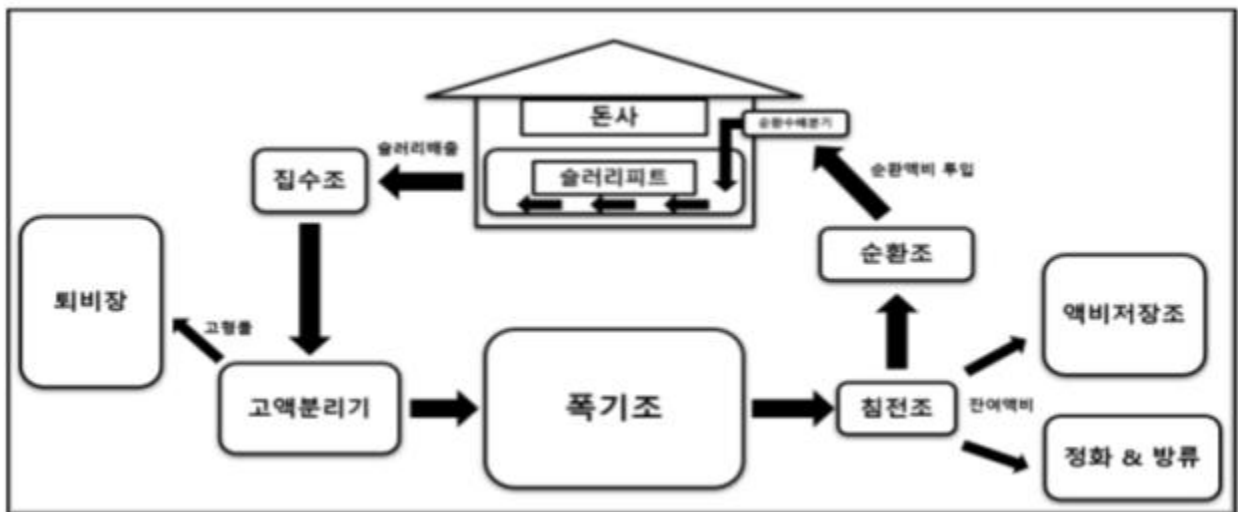 돈사
순환수배분기
슬러리배출
집수조
슬러리피트
순환액비 투입
순환조
퇴비장
고형물
액비저장조
고액분리기
폭기조
침전조
잔여액비
정화 & 방류